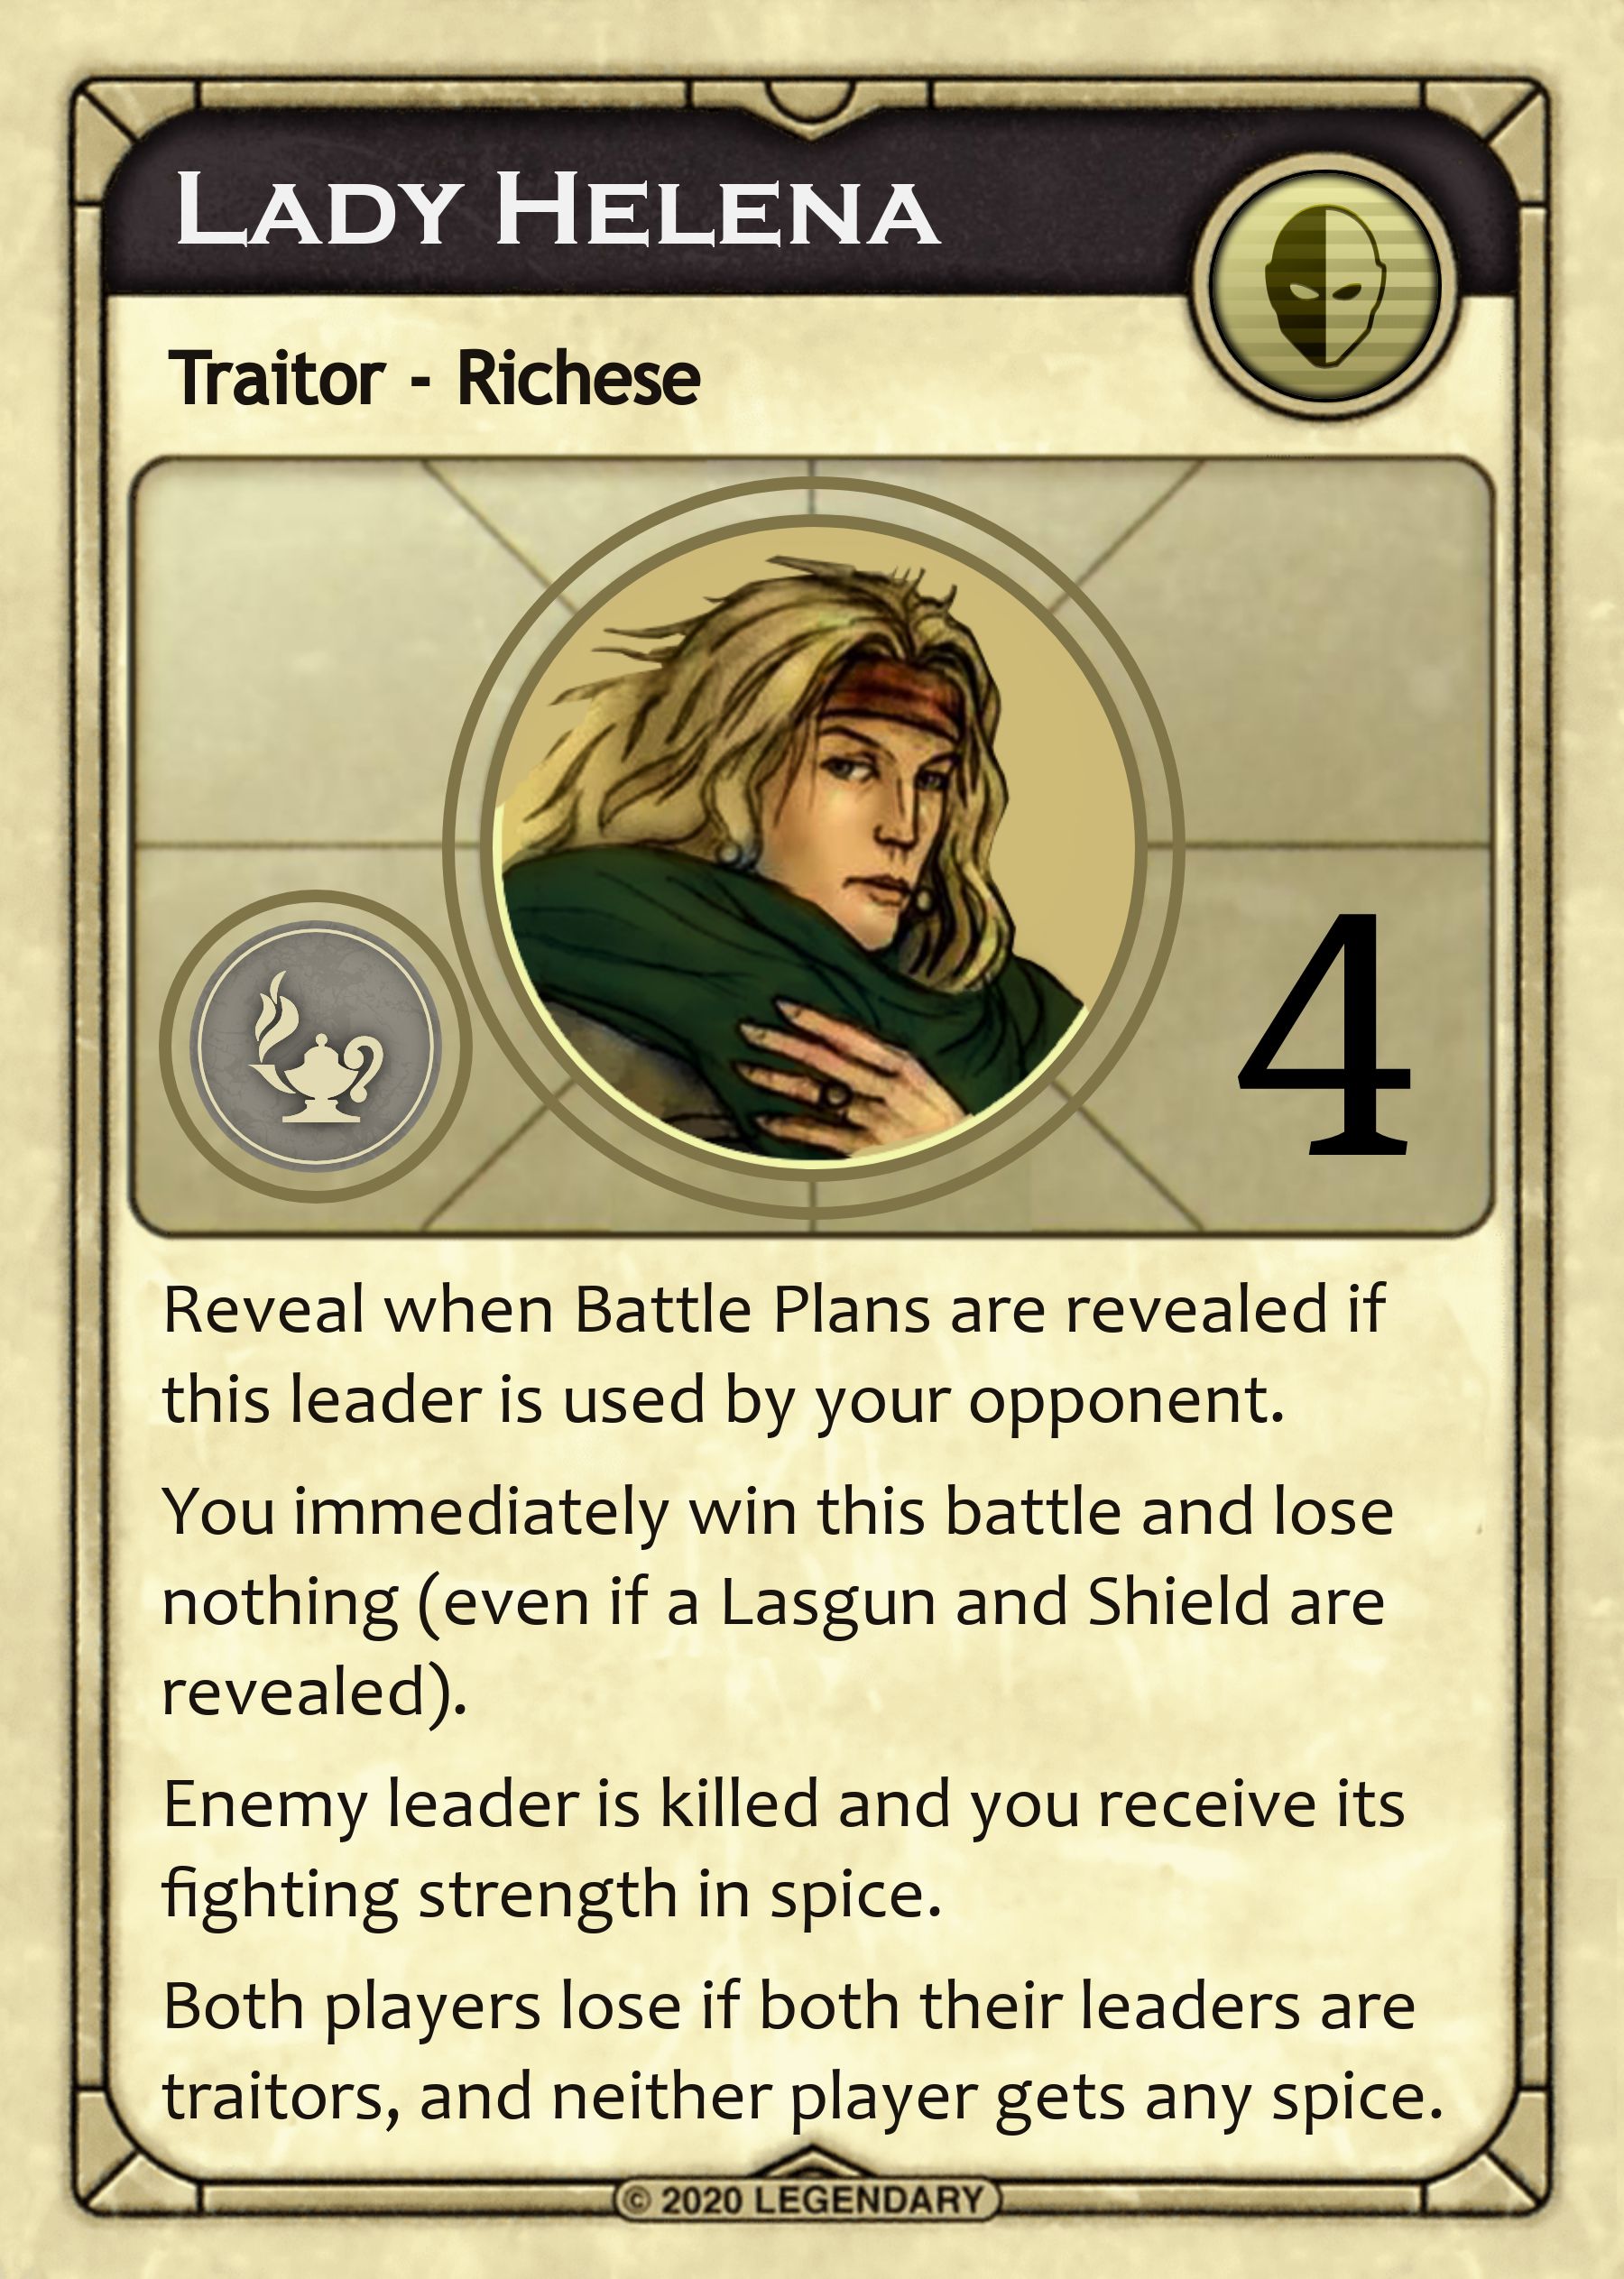 LADY HELENA
Traitor - Richese
4
Reveal when Battle Plans are revealed if
this leader is used by your opponent.
You immediately win this battle and lose
nothing (even if a Lasgun and Shield are
revealed).
Enemy leader is killed and you receive its
fighting strength in spice.
Both players lose if both their leaders are
traitors, and neither player gets any spice.
© 2020 LEGENDARY